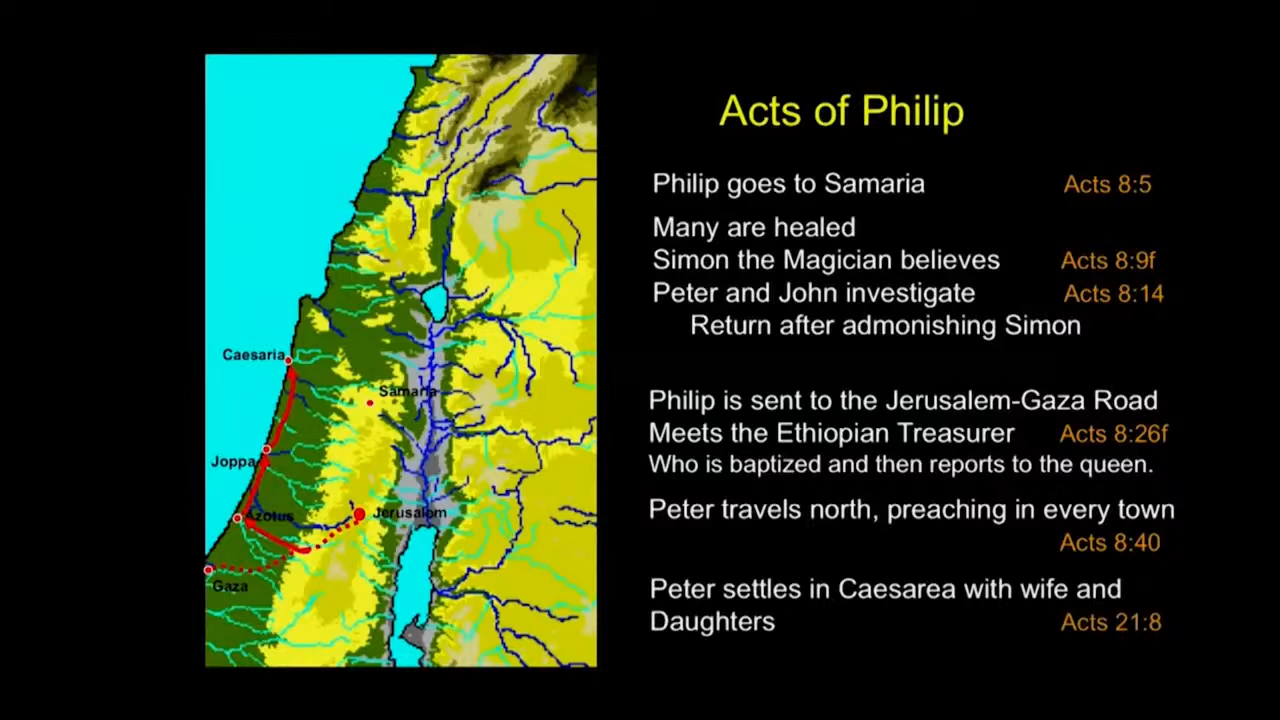 Acts of Philip
Philip goes to Samaria Acts 8:5
Many are healed
Simon the Magician believes Acts 8:9f
Peter and John investigate Acts 8:14
Return after admonishing Simon
Philip is sent to the Jerusalem-Gaza Road
Meets the Ethiopian Treasurer Acts 8:26f
Who is baptized and then reports to the queen.
Peter travels north, preaching in every town
Acts 8:40
Peter settles in Caesarea with wife and
Daughters Acts 21:8
Caesaria
Samaria
Joppa
Azotus
Jerusalem
Gaza